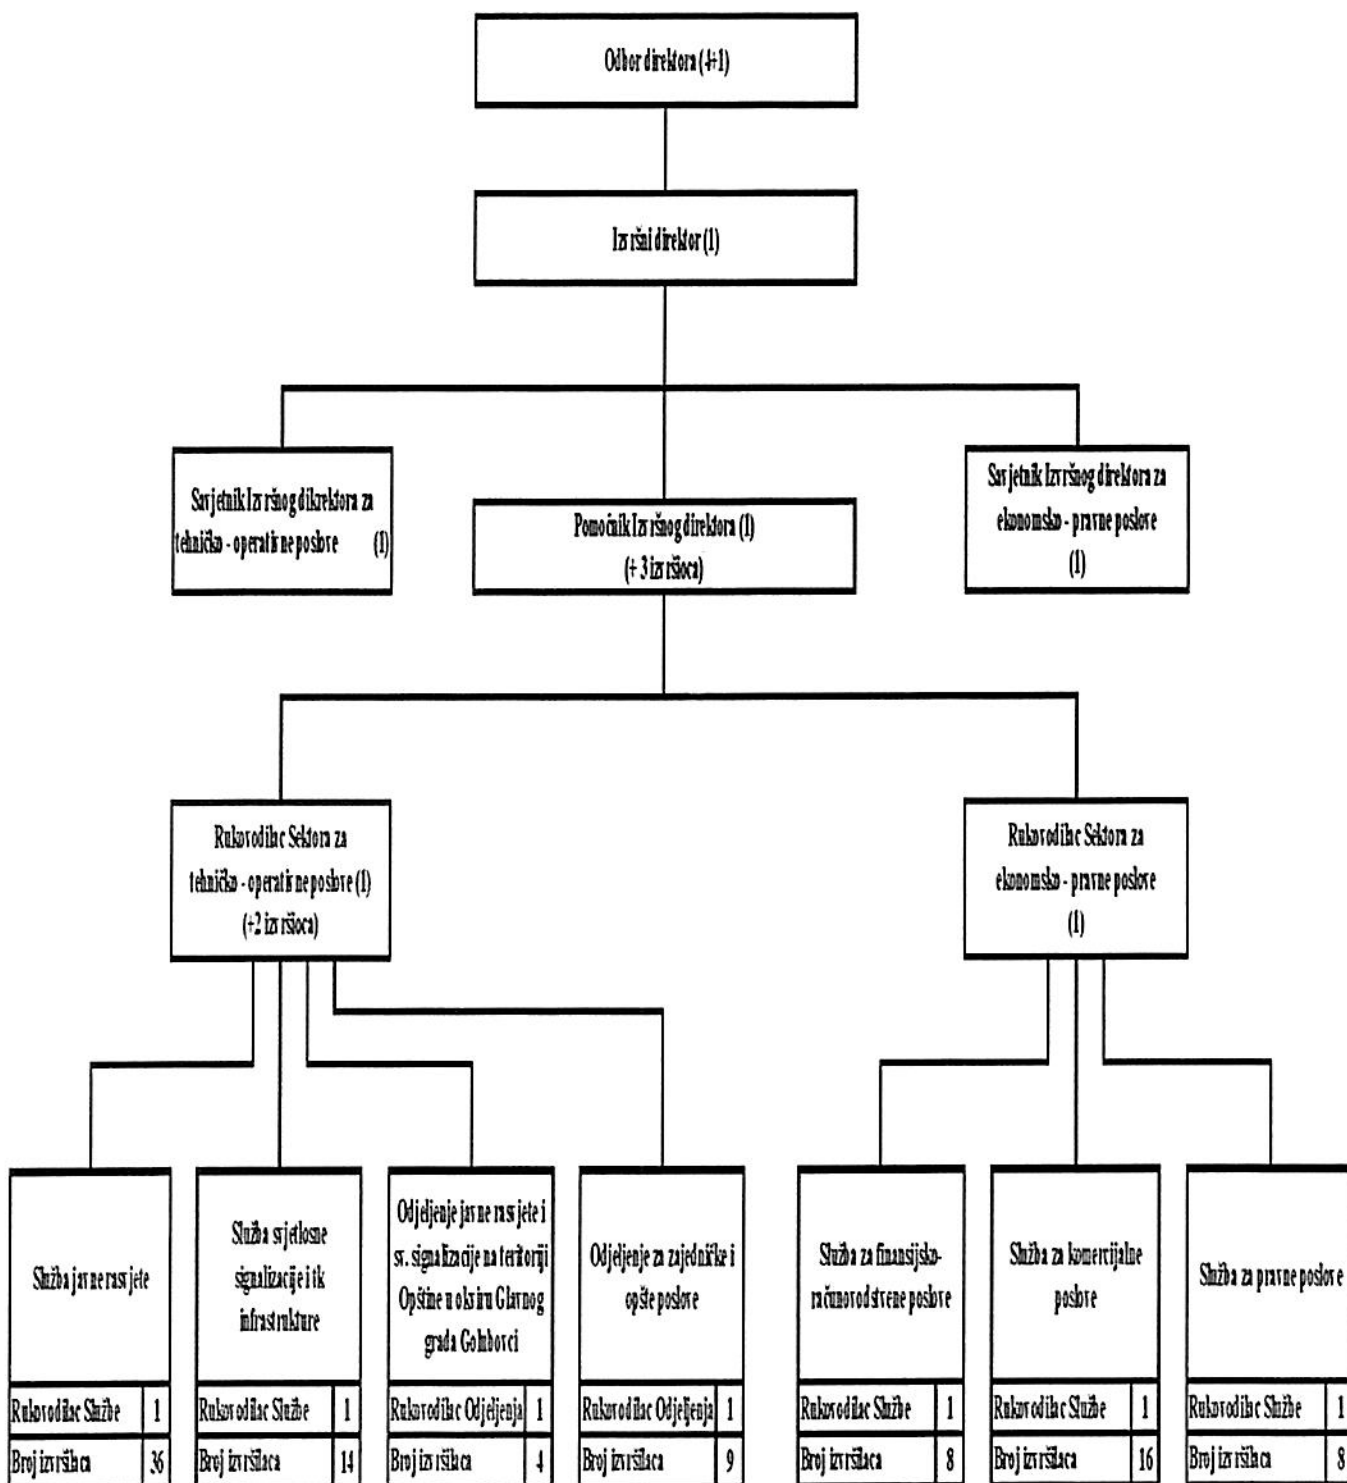 Odbor direktora (4+1)
Izvršni direktor (1)
Savjetnik Izvršnog dikrektora za
tehničko - operativne poslove (1)
Pomoćnik Izvršnog direktora (1)
(+ 3 izvršioca)
Savjetnik Izvršnog direktora za
ekonomsko - pravne poslove
(1)
Rukovodilac Sektora za
tehničko - operativne poslove (1)
(+2 izvršioca)
Rukovodilac Sektora za
ekonomsko - pravne poslove
(1)
Služba javne rasvjete
Rukovodilac Službe 1
Broj izvršilaca 36
Služba svjetlosne
signalizacije i tk
infrastrukture
Rukovodilac Službe 1
Broj izvršilaca 14
Odjeljenje javne rasvjete i
sv. signalizacije na teritoriji
Opštine u okviru Glavnog
grada Golubovci
Rukovodilac Odjeljenja 1
Broj izvršilaca 4
Odjeljenje za zajedničke i
opšte poslove
Rukovodilac Odjeljenja 1
Broj izvršilaca 9
Služba za finansijsko-
računovodstvene poslove
Rukovodilac Službe 1
Broj izvršilaca 8
Služba za komercijalne
poslove
Rukovodilac Službe 1
Broj izvršilaca 16
Služba za pravne poslove
Rukovodilac Službe 1
Broj izvršilaca 8